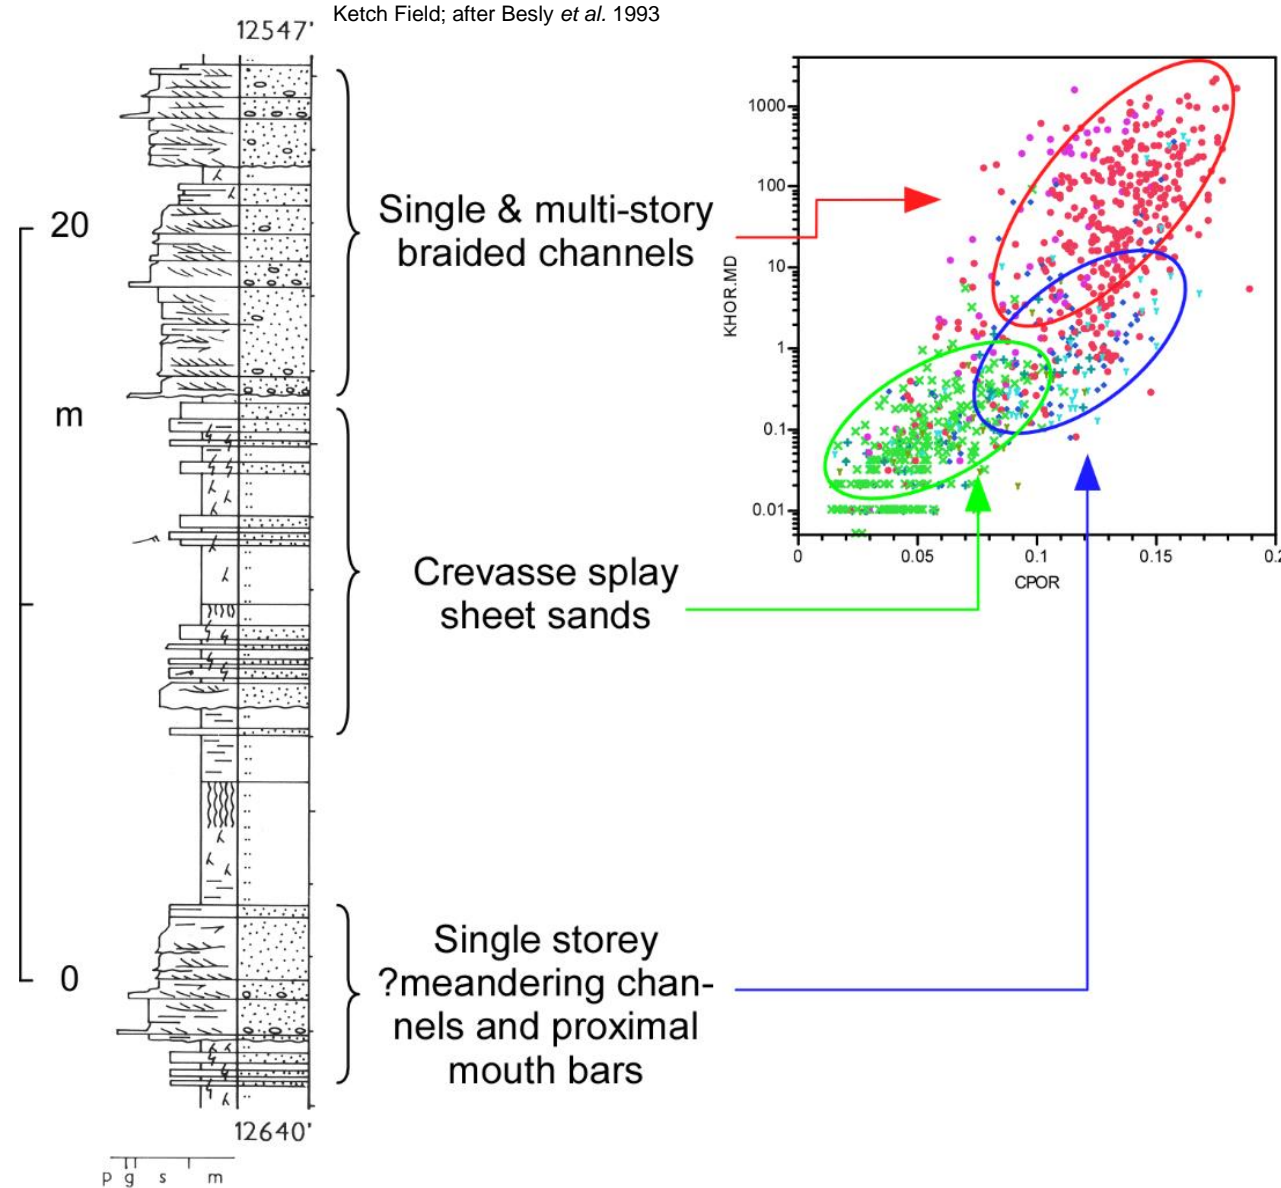 Ketch Field; after Besly et al. 1993
12547'
20
m
0
12640'
p g s m
Single & multi-story
braided channels
Crevasse splay
sheet sands
Single storey
?meandering chan-
nels and proximal
mouth bars
KHOR.MD
1000
100
10
1
0.1
0.01
0 0.05 0.1 0.15 0.2
CPOR